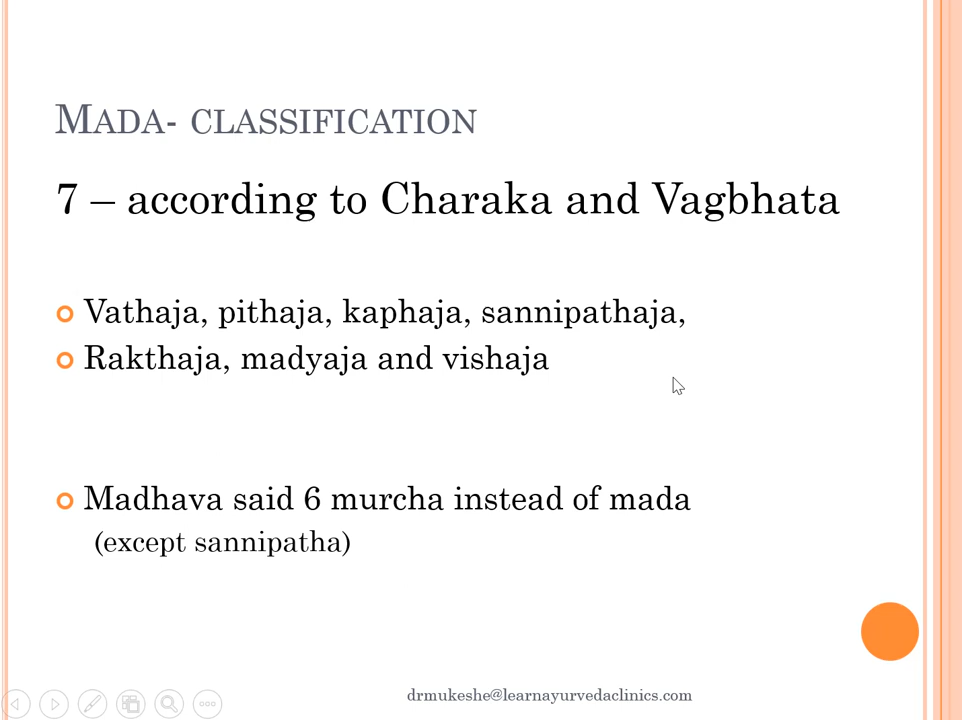 MADA- CLASSIFICATION
7 – according to Charaka and Vagbhata
Vathaja, pithaja, kaphaja, sannipathaja,
Rakthaja, madyaja and vishaja
Madhava said 6 murcha instead of mada
(except sannipatha)
drmukeshe@learnayurvedaclinics.com